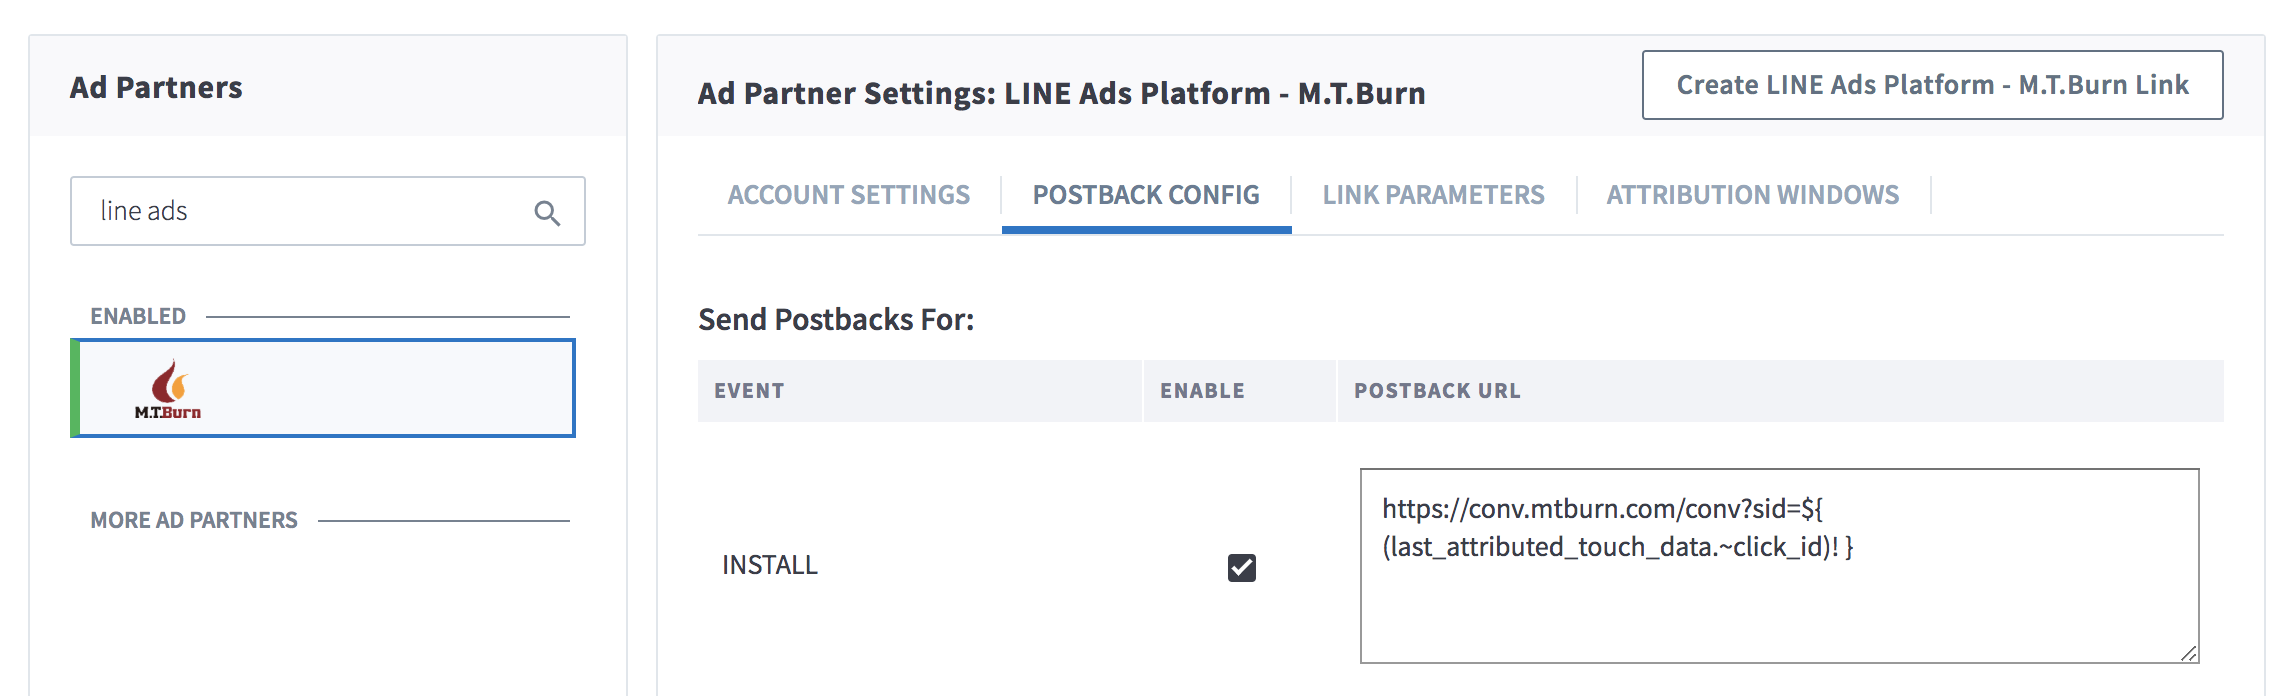 Ad Partners
line ads
ENABLED
M.T.Burn
MORE AD PARTNERS
Ad Partner Settings: LINE Ads Platform - M.T.Burn
Create LINE Ads Platform - M.T.Burn Link
ACCOUNT SETTINGS
POSTBACK CONFIG
LINK PARAMETERS
ATTRIBUTION WINDOWS
Send Postbacks For:
EVENT
ENABLE
POSTBACK URL
INSTALL
https://conv.mtburn.com/conv?sid=${
(last_attributed_touch_data.~click_id)! }